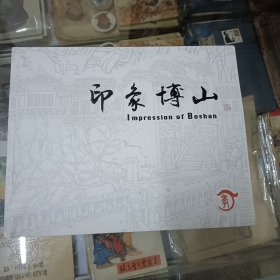 印象博山
Impression of Boshan